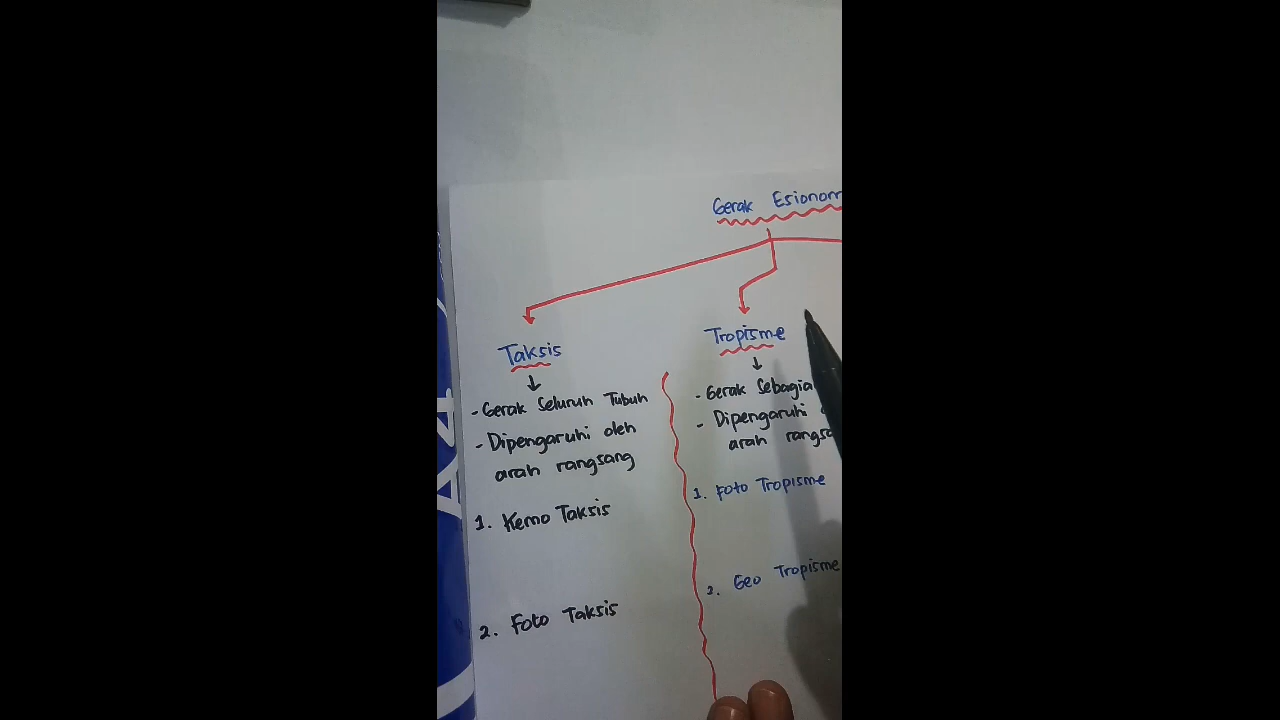 Gerak Esionom
Taksis
- Gerak Seluruh Tubuh
- Dipengaruhi oleh
arah rangsang
1. Kemo Taksis
2. Foto Taksis
Tropisme
- Gerak Sebagia
- Dipengaruhi
arah rangsa
1. Foto Tropisme
2. Geo Tropisme
A4